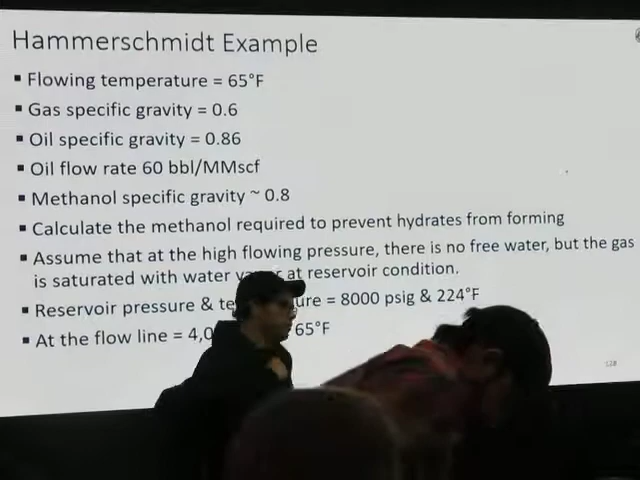 Hammerschmidt Example
▪ Flowing temperature = 65°F
▪ Gas specific gravity = 0.6
▪ Oil specific gravity = 0.86
▪ Oil flow rate 60 bbl/MMscf
▪ Methanol specific gravity ~ 0.8
▪ Calculate the methanol required to prevent hydrates from forming
▪ Assume that at the high flowing pressure, there is no free water, but the gas
is saturated with water at reservoir condition.
▪ Reservoir pressure & = 8000 psig & 224°F
▪ At the flow line = 4,0 65°F